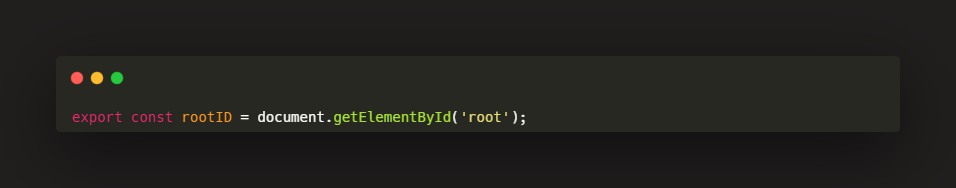 export const rootID = document.getElementById('root');